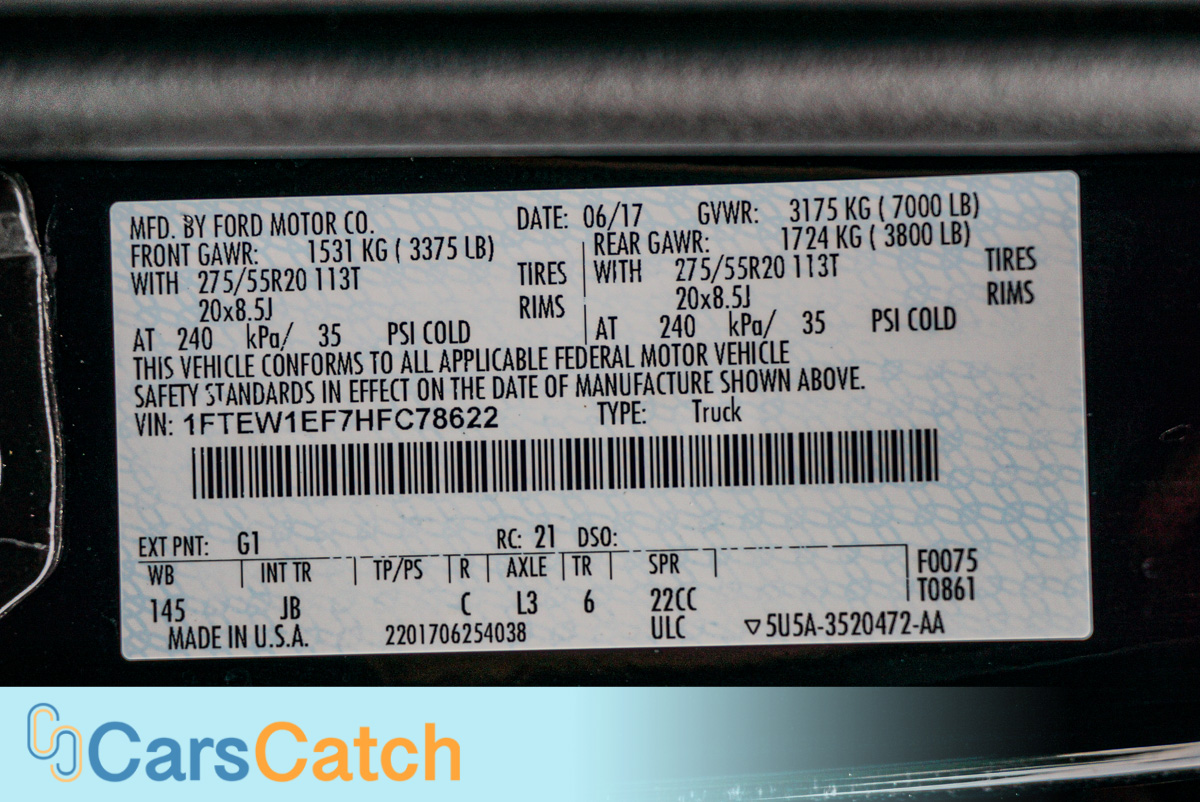 MFD. BY FORD MOTOR CO. DATE: 06/17 GVWR: 3175 KG ( 7000 LB)
FRONT GAWR: 1531 KG ( 3375 LB) REAR GAWR: 1724 KG ( 3800 LB)
WITH 275/55R20 113T TIRES WITH 275/55R20 113T TIRES
20x8.5J RIMS 20x8.5J RIMS
AT 240 kPa/ 35 PSI COLD AT 240 kPa/ 35 PSI COLD
THIS VEHICLE CONFORMS TO ALL APPLICABLE FEDERAL MOTOR VEHICLE
SAFETY STANDARDS IN EFFECT ON THE DATE OF MANUFACTURE SHOWN ABOVE.
VIN: 1FTEW1EF7HFC78622 TYPE: Truck
EXT PNT: G1 RC: 21 DSO:
WB INT TR TP/PS R AXLE TR SPR F0075
T0861
145 JB C L3 6 22CC
MADE IN U.S.A. 2201706254038 ULC ▽5U5A-3520472-AA
CarsCatch